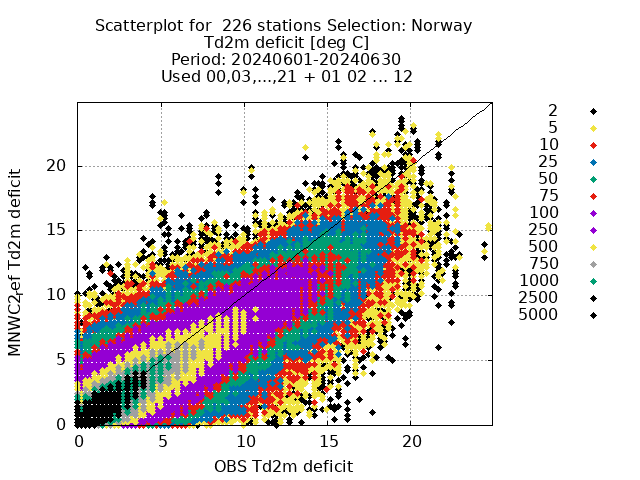 Scatterplot for  226 stations Selection: Norway
Td2m deficit [deg C]
Period: 20240601-20240630
Used 00,03,...,21 + 01 02 ... 12
MNWC2ref Td2m deficit
20
15
10
5
0
0 5 10 15 20
OBS Td2m deficit
2
5
10
25
50
75
100
250
500
750
1000
2500
5000